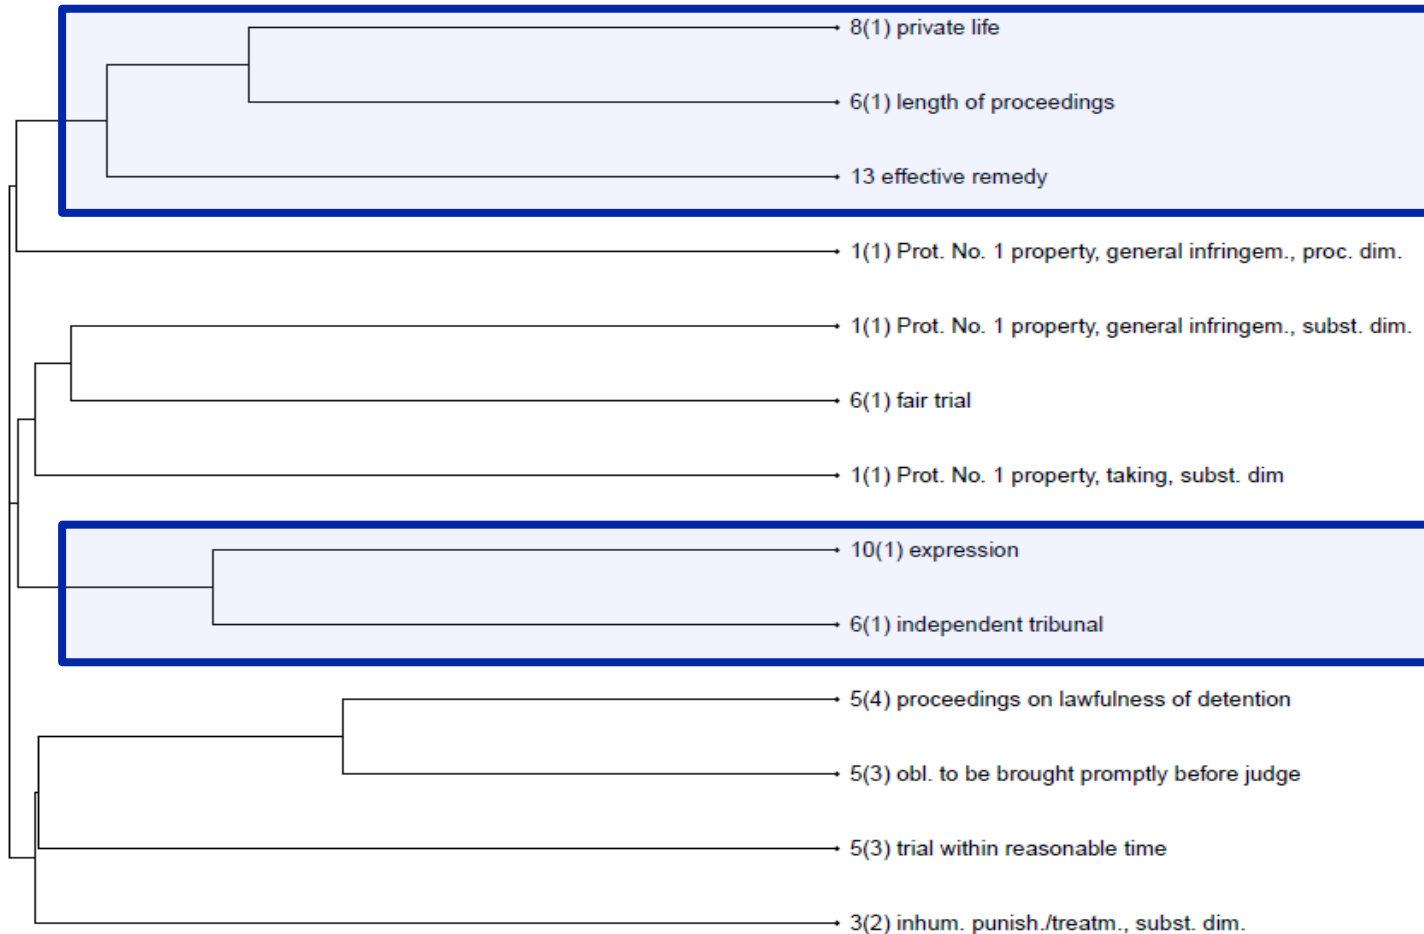 8(1) private life
6(1) length of proceedings
13 effective remedy
1(1) Prot. No. 1 property, general infringem., proc. dim.
1(1) Prot. No. 1 property, general infringem., subst. dim.
6(1) fair trial
1(1) Prot. No. 1 property, taking, subst. dim
10(1) expression
6(1) independent tribunal
5(4) proceedings on lawfulness of detention
5(3) obl. to be brought promptly before judge
5(3) trial within reasonable time
3(2) inhum. punish./treatm., subst. dim.